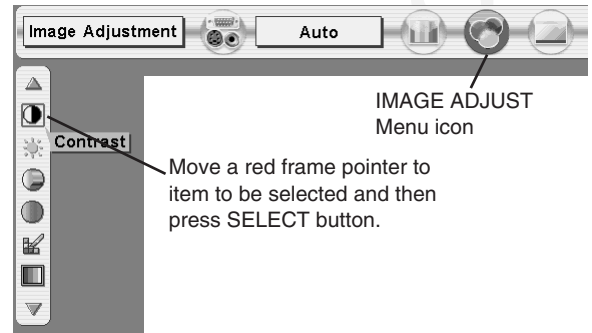 Image Adjustment
Auto
IMAGE ADJUST
Menu icon
Contrast
Move a red frame pointer to
item to be selected and then
press SELECT button.